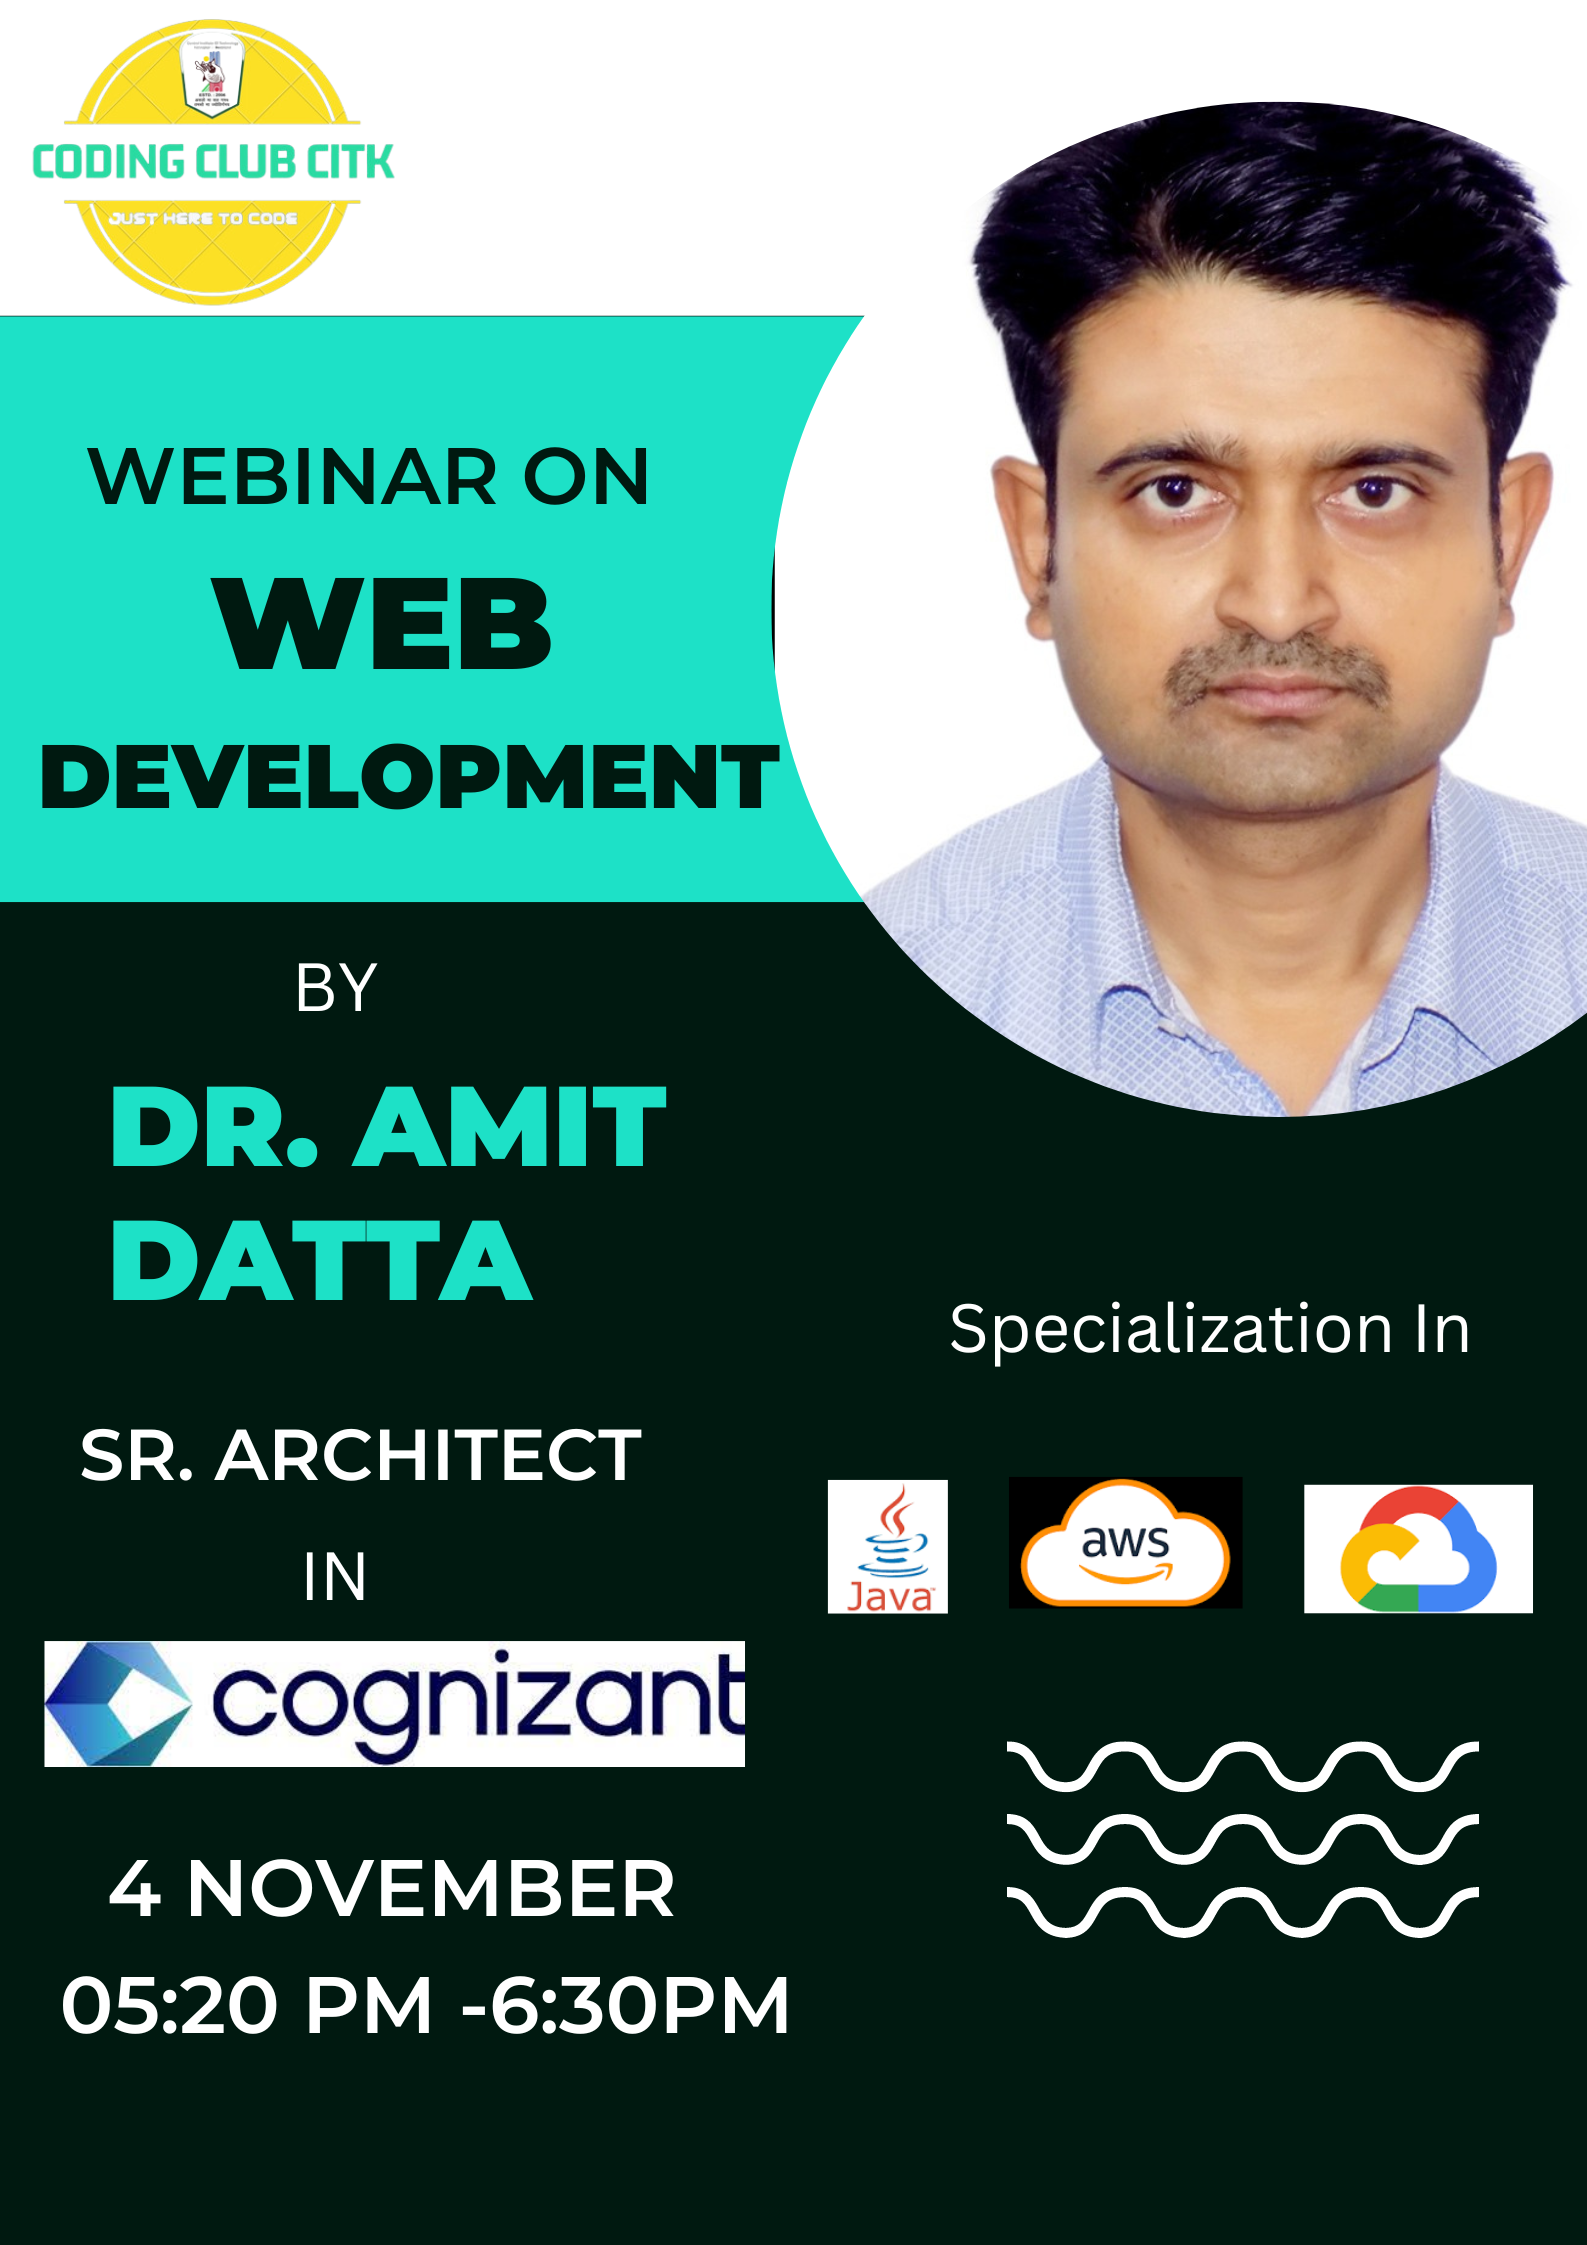 CODING CLUB CITK
JUST HERE TO CODE
WEBINAR ON
WEB
DEVELOPMENT
BY
DR. AMIT
DATTA
SR. ARCHITECT
IN
cognizant
4 NOVEMBER
05:20 PM -6:30PM
Specialization In
Java
aws